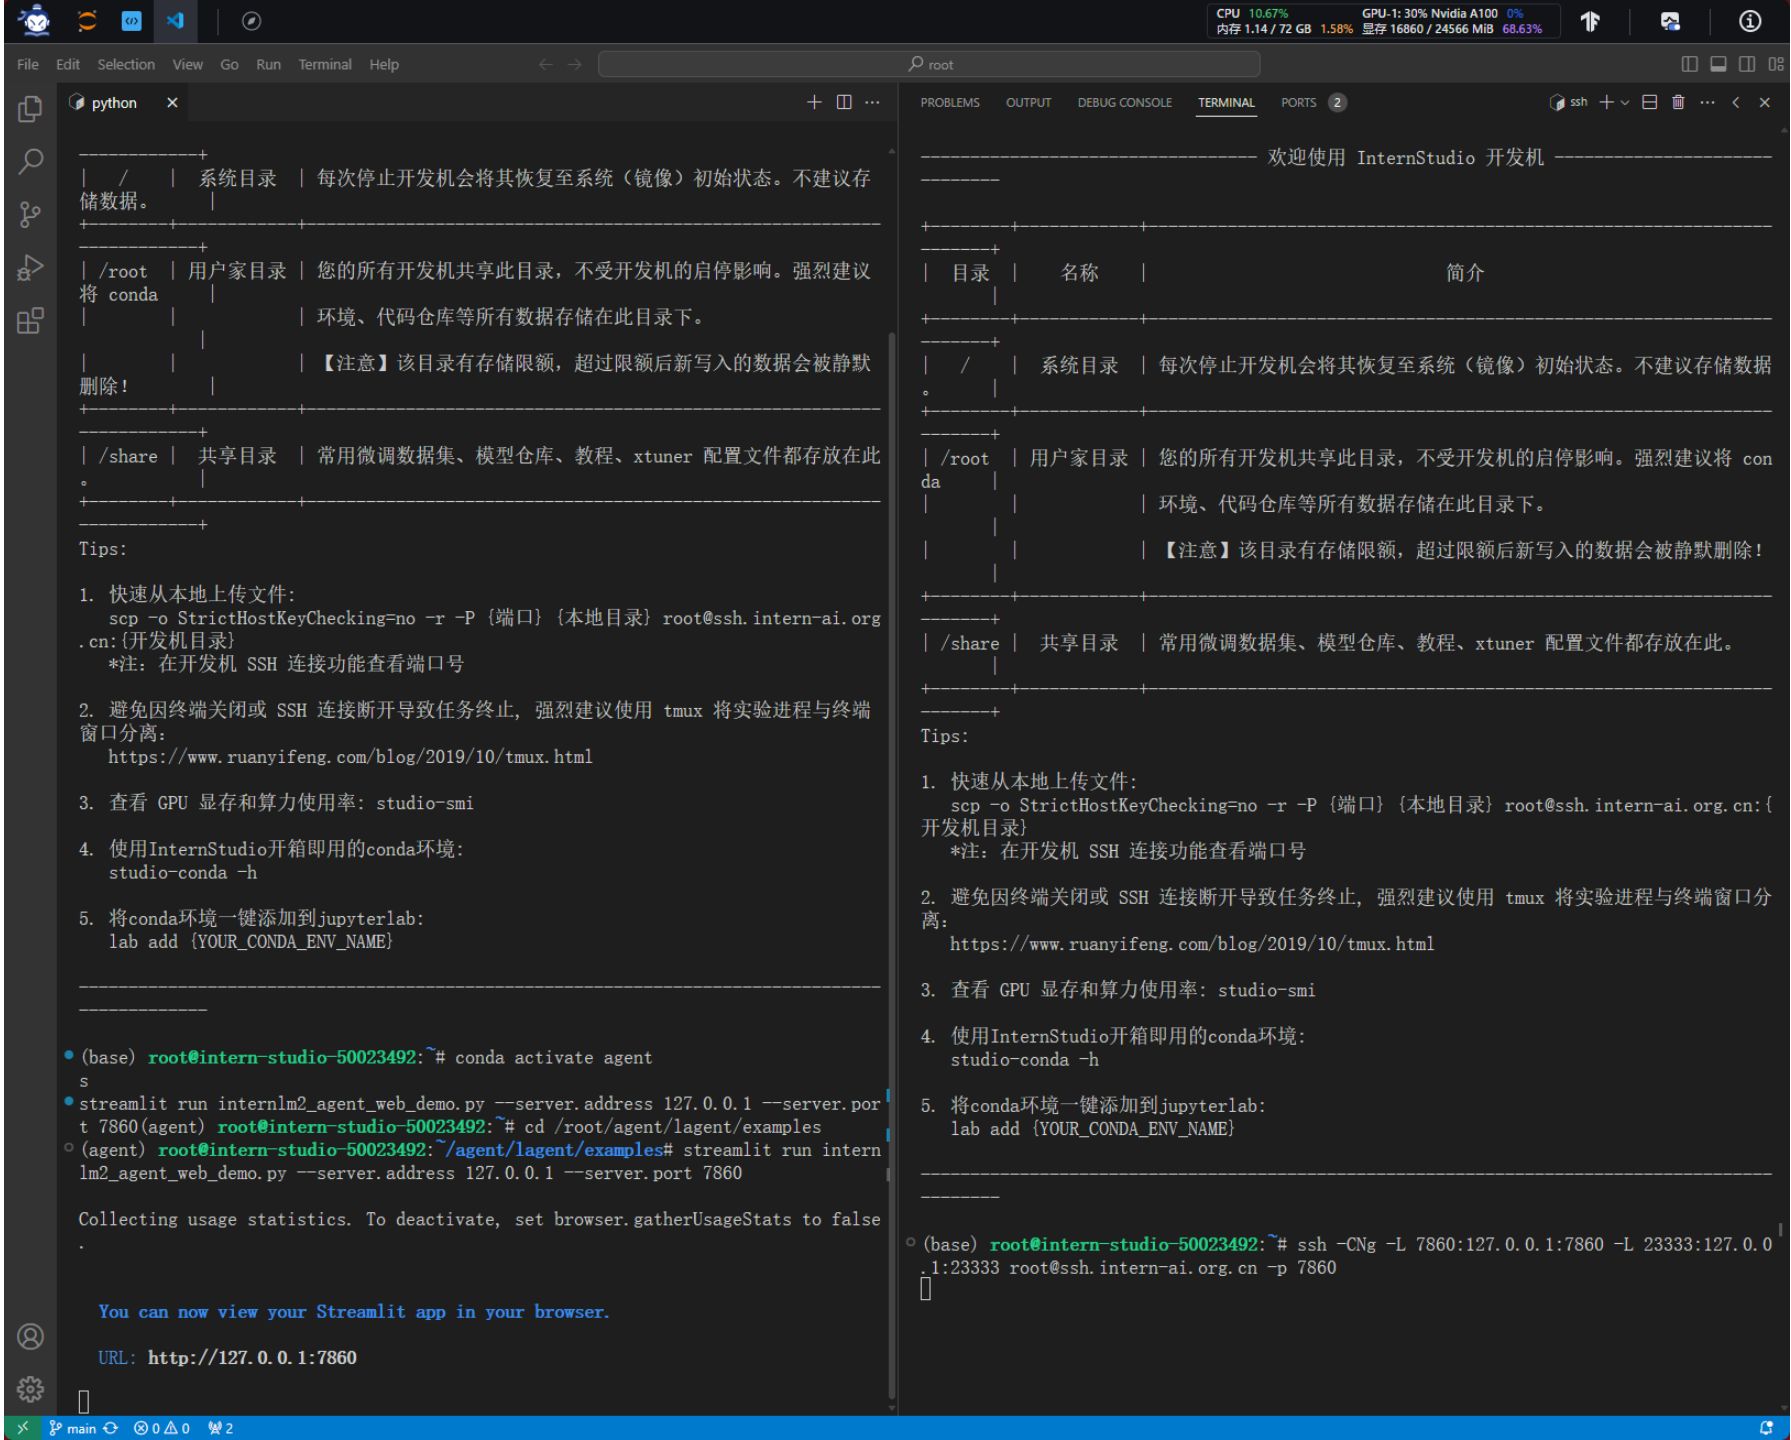 CPU 10.67% GPU-1: 30% Nvidia A100 0%
内存 1.14 / 72 GB 1.58% 显存 16860 / 24566 MiB 68.63%
File Edit Selection View Go Run Terminal Help
root
python
| / | 系统目录 | 每次停止开发机会将其恢复至系统（镜像）初始状态。不建议存
储数据。 |
| /root | 用户家目录 | 您的所有开发机共享此目录，不受开发机的启停影响。强烈建议
将 conda |
| | | 环境、代码仓库等所有数据存储在此目录下。
|
| | | 【注意】该目录有存储限额，超过限额后新写入的数据会被静默
删除! |
| /share | 共享目录 | 常用微调数据集、模型仓库、教程、xtuner 配置文件都存放在此
。 |
Tips:
1. 快速从本地上传文件:
scp -o StrictHostKeyChecking=no -r -P {端口} {本地目录} root@ssh.intern-ai.org
.cn:{开发机目录}
*注: 在开发机 SSH 连接功能查看端口号
2. 避免因终端关闭或 SSH 连接断开导致任务终止, 强烈建议使用 tmux 将实验进程与终端
窗口分离:
https://www.ruanyifeng.com/blog/2019/10/tmux.html
3. 查看 GPU 显存和算力使用率: studio-smi
4. 使用InternStudio开箱即用的conda环境:
studio-conda -h
5. 将conda环境一键添加到jupyterlab:
lab add {YOUR_CONDA_ENV_NAME}
(base) root@intern-studio-50023492:~# conda activate agent
s
streamlit run internlm2_agent_web_demo.py --server.address 127.0.0.1 --server.por
t 7860(agent) root@intern-studio-50023492:~# cd /root/agent/lagent/examples
(agent) root@intern-studio-50023492:~/agent/lagent/examples# streamlit run intern
lm2_agent_web_demo.py --server.address 127.0.0.1 --server.port 7860
Collecting usage statistics. To deactivate, set browser.gatherUsageStats to false
.
You can now view your Streamlit app in your browser.
URL: http://127.0.0.1:7860
PROBLEMS OUTPUT DEBUG CONSOLE TERMINAL PORTS 2 ssh
欢迎使用 InternStudio 开发机
| 目录 | 名称 | 简介
|
| / | 系统目录 | 每次停止开发机会将其恢复至系统（镜像）初始状态。不建议存储数据
。 |
| /root | 用户家目录 | 您的所有开发机共享此目录，不受开发机的启停影响。强烈建议将 con
da |
| | | 环境、代码仓库等所有数据存储在此目录下。
|
| | | 【注意】该目录有存储限额，超过限额后新写入的数据会被静默删除!
|
| /share | 共享目录 | 常用微调数据集、模型仓库、教程、xtuner 配置文件都存放在此。
|
Tips:
1. 快速从本地上传文件:
scp -o StrictHostKeyChecking=no -r -P {端口} {本地目录} root@ssh.intern-ai.org.cn:{
开发机目录}
*注: 在开发机 SSH 连接功能查看端口号
2. 避免因终端关闭或 SSH 连接断开导致任务终止, 强烈建议使用 tmux 将实验进程与终端窗口分
离:
https://www.ruanyifeng.com/blog/2019/10/tmux.html
3. 查看 GPU 显存和算力使用率: studio-smi
4. 使用InternStudio开箱即用的conda环境:
studio-conda -h
5. 将conda环境一键添加到jupyterlab:
lab add {YOUR_CONDA_ENV_NAME}
(base) root@intern-studio-50023492:~# ssh -CNg -L 7860:127.0.0.1:7860 -L 23333:127.0.0
.1:23333 root@ssh.intern-ai.org.cn -p 7860
main 0 0 2